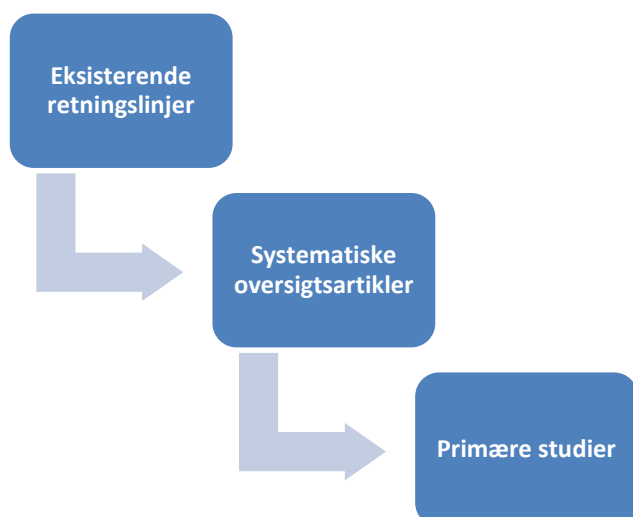 Eksisterende
retningslinjer
Systematiske
oversigtsartikler
Primære studier